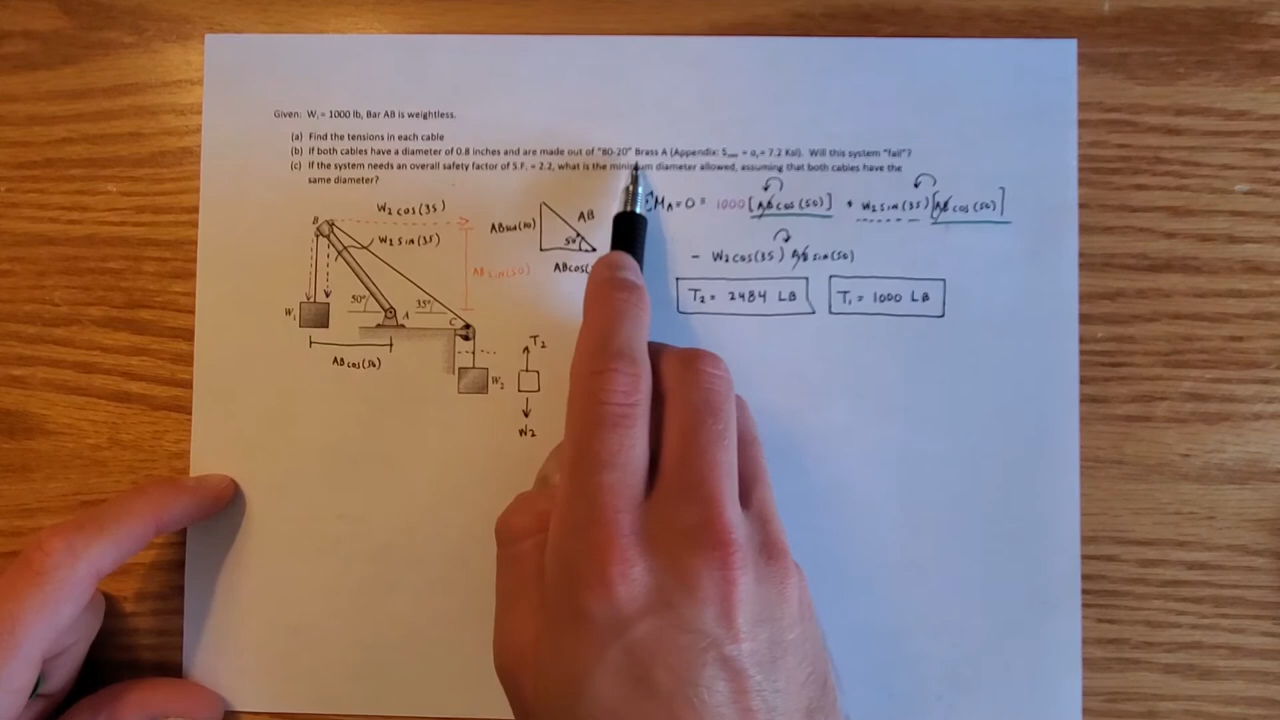 Given: W₁ = 1000 lb, Bar AB is weightless.
(a) Find the tensions in each cable
(b) If both cables have a diameter of 0.8 inches and are made out of "80-20" Brass A (Appendix: = 7.2 Ksi). Will this system "fail"?
(c) If the system needs an overall safety factor of S.F. = 2.2, what is the minimum diameter allowed, assuming that both cables have the
same diameter?
W₂ cos(35)
B
W₂ sin(35)
AB sin(50)
50°
A
35°
C
W₁
AB cos(50)
W₂
T₂
W₂
AB
50°
ABcos(
M_A = 0 = 1000[AB cos(50)] + W₂ sin(35)[AB cos(50)]
- W₂ cos(35) AB sin(50)
T₂ = 2484 LB
T₁ = 1000 LB